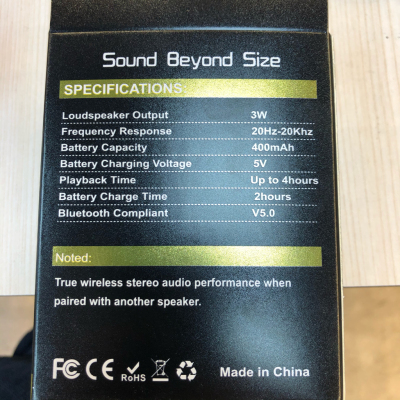 Sound Beyond Size
SPECIFICATIONS:
Loudspeaker Output 3W
Frequency Response 20Hz-20Khz
Battery Capacity 400mAh
Battery Charging Voltage 5V
Playback Time Up to 4hours
Battery Charge Time 2hours
Bluetooth Compliant V5.0
Noted:
True wireless stereo audio performance when
paired with another speaker.
FC CE RoHS Made in China